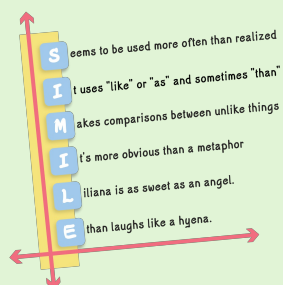 Seems to be used more often than realized
It uses "like" or "as" and sometimes "than"
Makes comparisons between unlike things
It's more obvious than a metaphor
Liliana is as sweet as an angel.
Ethan laughs like a hyena.